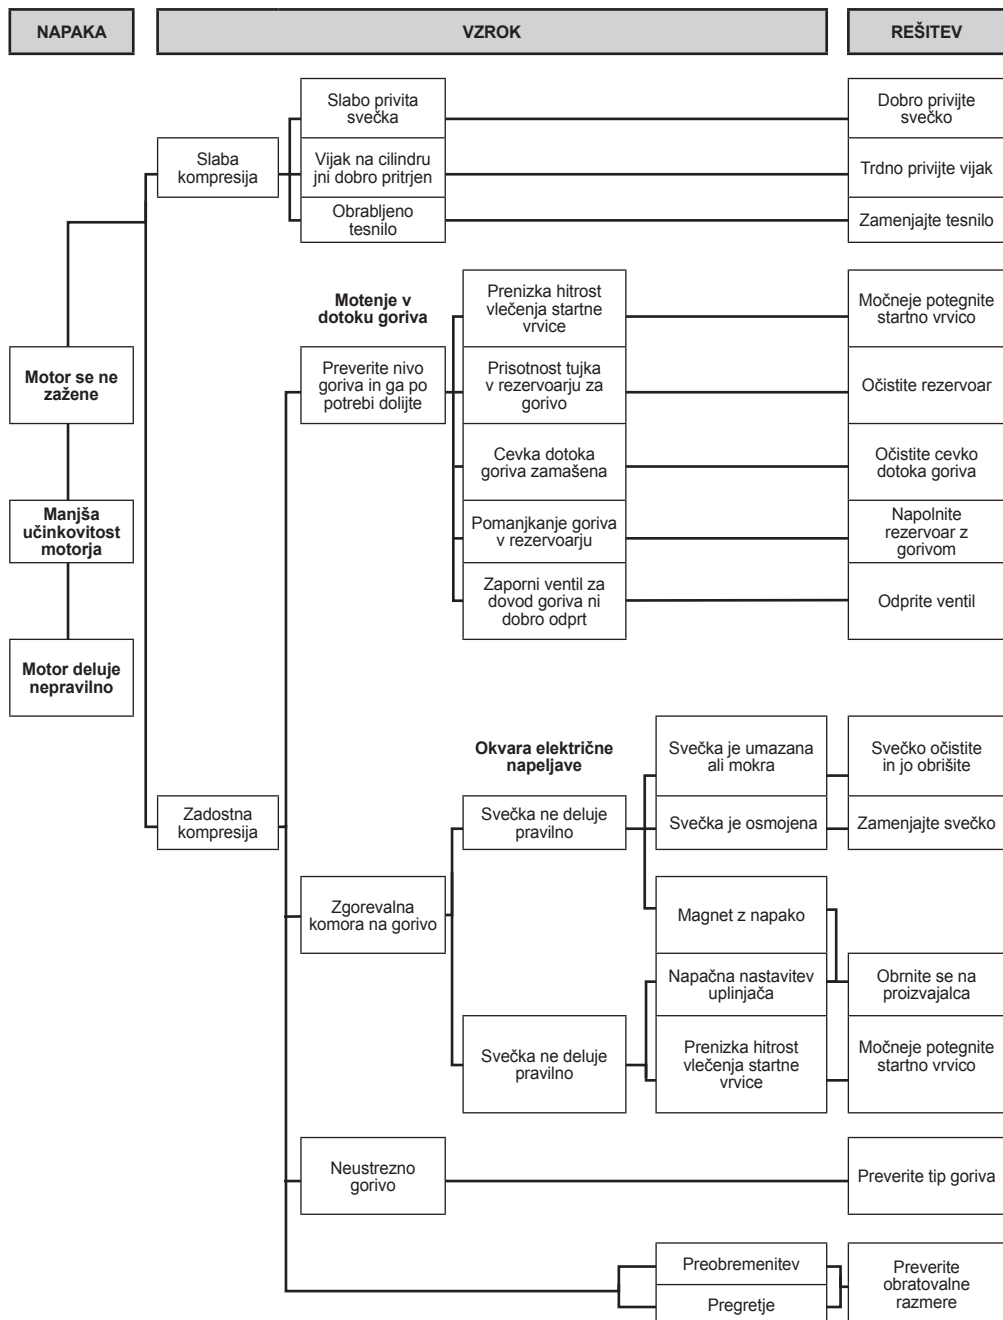 NAPAKA
VZROK
REŠITEV
Slabo privita
svečka
Dobro privijte
svečko
Slaba
kompresija
Vijak na cilindru
jni dobro pritrjen
Trdno privijte vijak
Obrabljeno
tesnilo
Zamenjajte tesnilo
Motenje v
dotoku goriva
Prenizka hitrost
vlečenja startne
vrvice
Močneje potegnite
startno vrvico
Motor se ne
zažene
Preverite nivo
goriva in ga po
potrebi dolijte
Prisotnost tujka
v rezervoarju za
gorivo
Očistite rezervoar
Cevka dotoka
goriva zamašena
Očistite cevko
dotoka goriva
Manjša
učinkovitost
motorja
Pomanjkanje goriva
v rezervoarju
Napolnite
rezervoar z
gorivom
Zaporni ventil za
dovod goriva ni
dobro odprt
Odprite ventil
Motor deluje
nepravilno
Okvara električne
napeljave
Svečka je umazana
ali mokra
Svečko očistite
in jo obrišite
Zadostna
kompresija
Svečka ne deluje
pravilno
Svečka je osmojena
Zamenjajte svečko
Zgorevalna
komora na gorivo
Magnet z napako
Napačna nastavitev
uplinjača
Obrnite se na
proizvajalca
Svečka ne deluje
pravilno
Prenizka hitrost
vlečenja startne
vrvice
Močneje potegnite
startno vrvico
Neustrezno
gorivo
Preverite tip goriva
Preobremenitev
Pregretje
Preverite
obratovalne
razmere